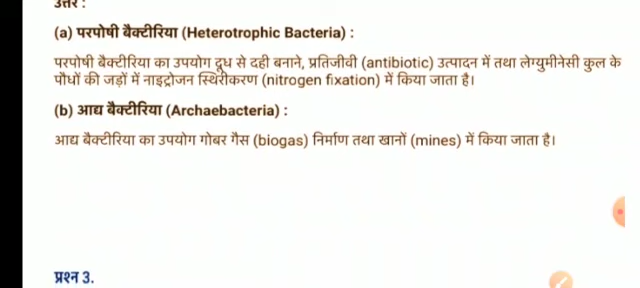 उत्तर :
(a) परपोषी बैक्टीरिया (Heterotrophic Bacteria) :
परपोषी बैक्टीरिया का उपयोग दूध से दही बनाने, प्रतिजीवी (antibiotic) उत्पादन में तथा लेग्युमीनेसी कुल के
पौधों की जड़ों में नाइट्रोजन स्थिरीकरण (nitrogen fixation) में किया जाता है।
(b) आद्य बैक्टीरिया (Archaebacteria) :
आद्य बैक्टीरिया का उपयोग गोबर गैस (biogas) निर्माण तथा खानों (mines) में किया जाता है।
प्रश्न 3.